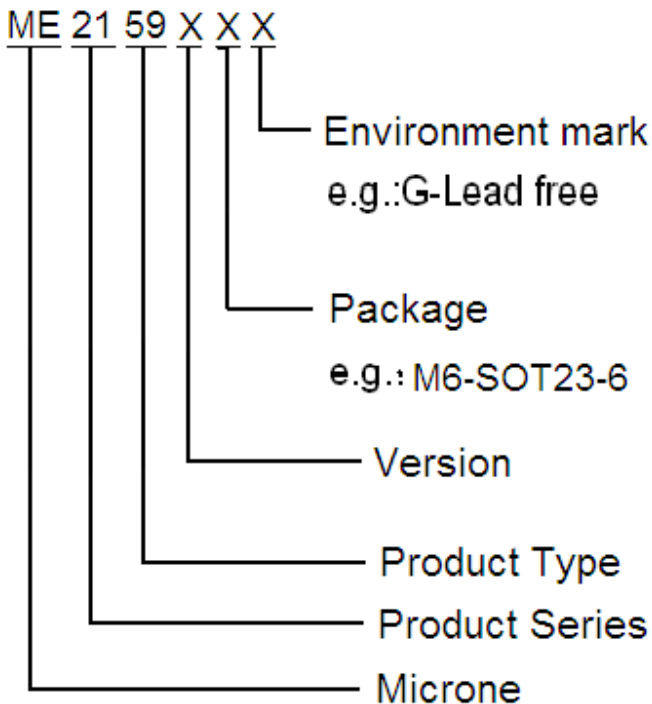 ME 21 59 X X X
Environment mark
e.g.:G-Lead free
Package
e.g.: M6-SOT23-6
Version
Product Type
Product Series
Microne